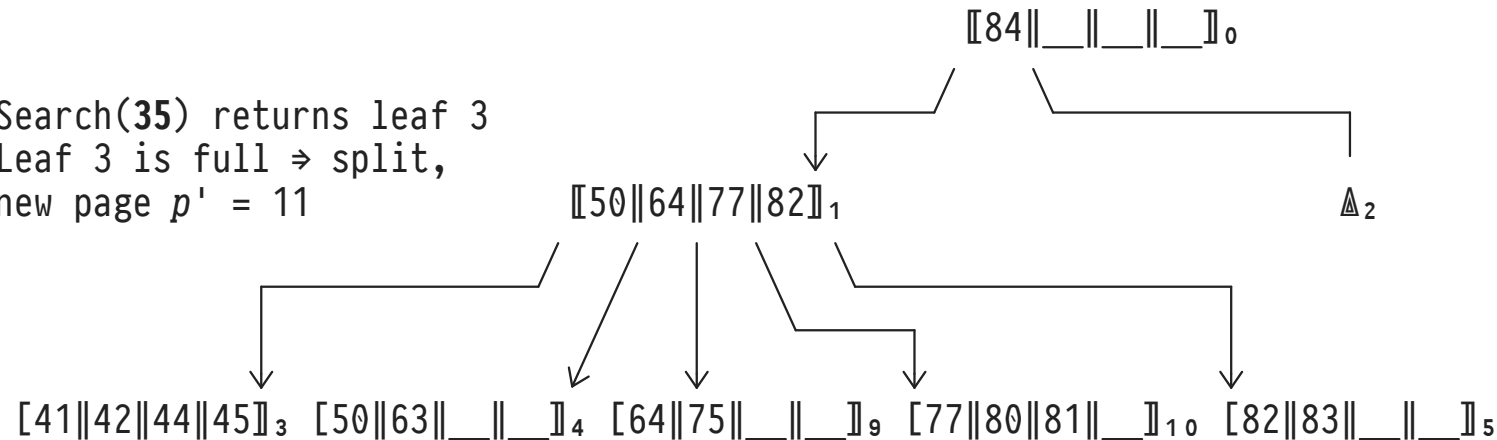 ⟦84‖__‖__‖__⟧₀
Search(35) returns leaf 3
Leaf 3 is full ⇒ split,
new page p' = 11
⟦50‖64‖77‖82⟧₁
◬₂
[41‖42‖44‖45⟧₃ [50‖63‖__‖__⟧₄ [64‖75‖__‖__⟧₉ [77‖80‖81‖__⟧₁₀ [82‖83‖__‖__⟧₅